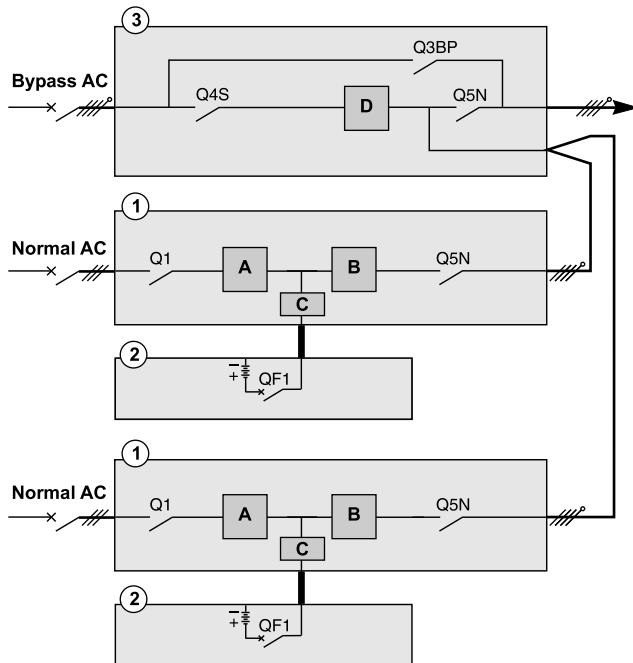 3
Q3BP
Bypass AC
Q4S
D
Q5N
1
Normal AC
Q1
A
B
Q5N
C
2
− +
QF1
1
Normal AC
Q1
A
B
Q5N
C
2
− +
QF1